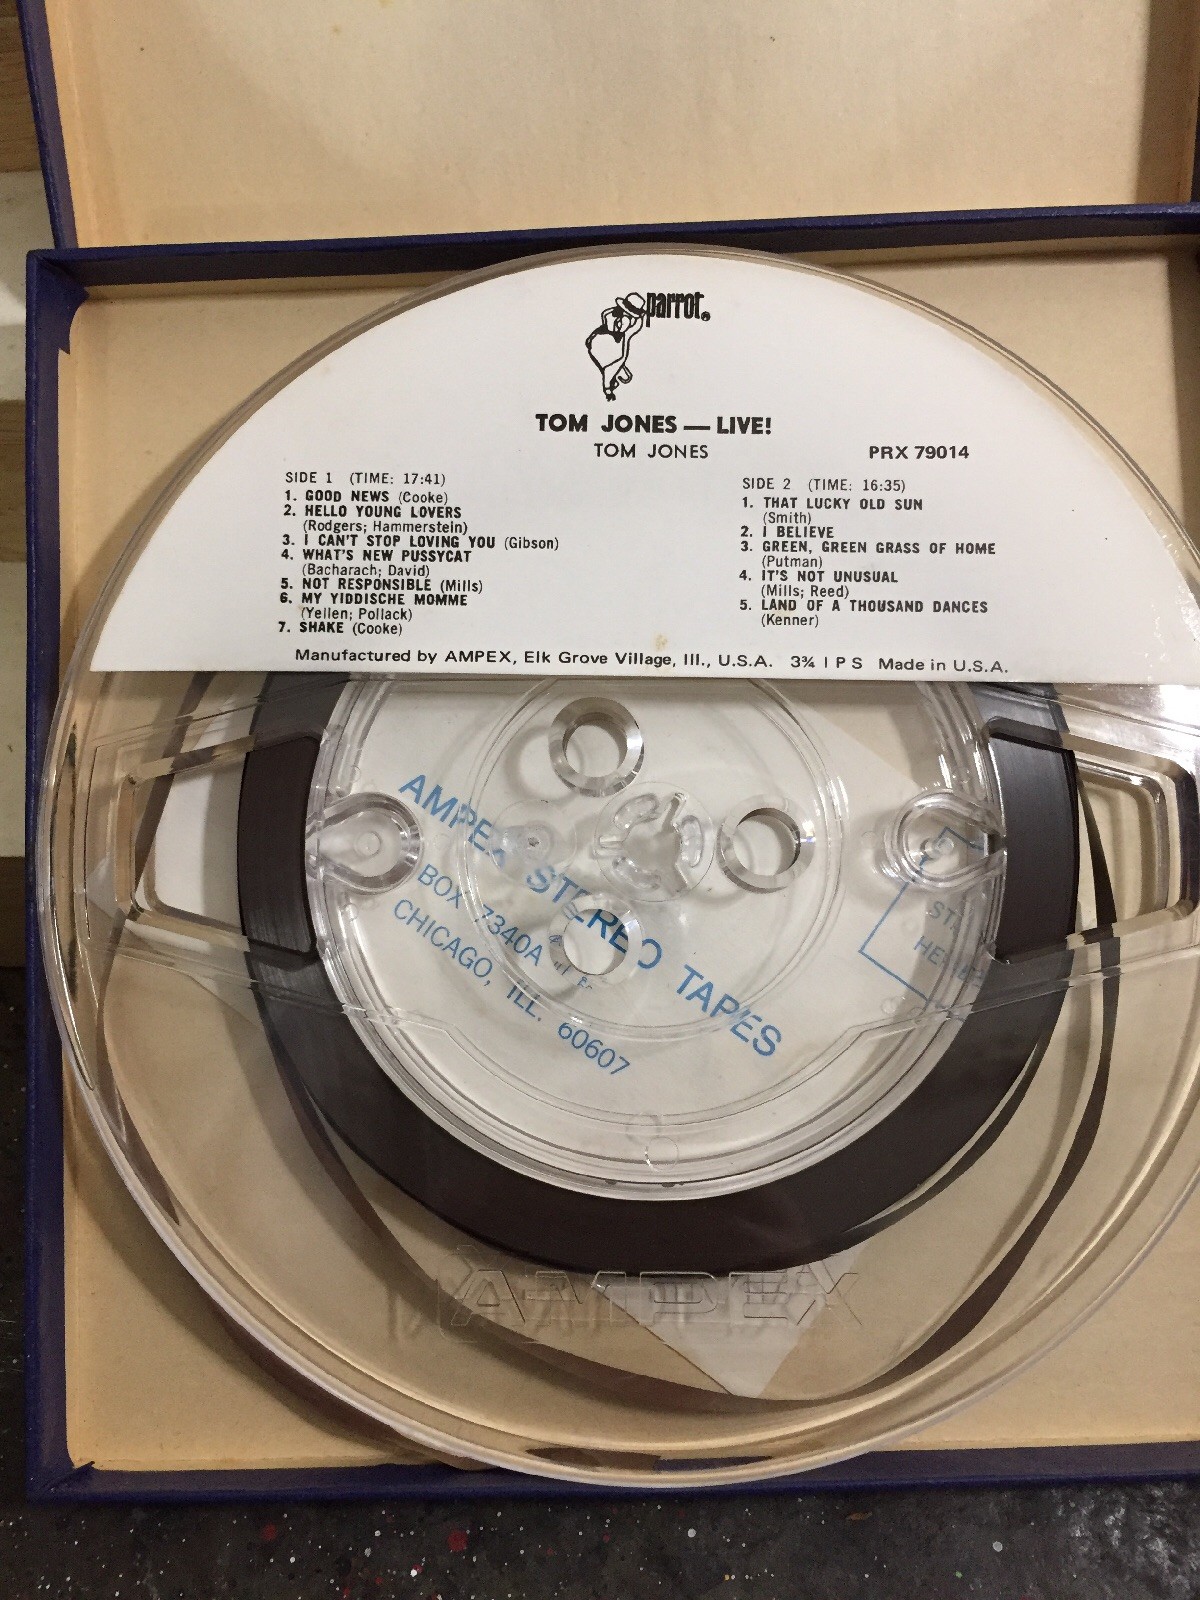 parrot
TOM JONES — LIVE!
TOM JONES
PRX 79014
SIDE 1 (TIME: 17:41)
1. GOOD NEWS (Cooke)
2. HELLO YOUNG LOVERS
(Rodgers; Hammerstein)
3. I CAN'T STOP LOVING YOU (Gibson)
4. WHAT'S NEW PUSSYCAT
(Bacharach; David)
5. NOT RESPONSIBLE (Mills)
6. MY YIDDISCHE MOMME
(Yellen; Pollack)
7. SHAKE (Cooke)
SIDE 2 (TIME: 16:35)
1. THAT LUCKY OLD SUN
(Smith)
2. I BELIEVE
3. GREEN, GREEN GRASS OF HOME
(Putman)
4. IT'S NOT UNUSUAL
(Mills; Reed)
5. LAND OF A THOUSAND DANCES
(Kenner)
Manufactured by AMPEX, Elk Grove Village, Ill., U.S.A. 3¾ I P S Made in U.S.A.
AMPEX STEREO TAPES
BOX 7340A
CHICAGO, ILL. 60607
AMPEX